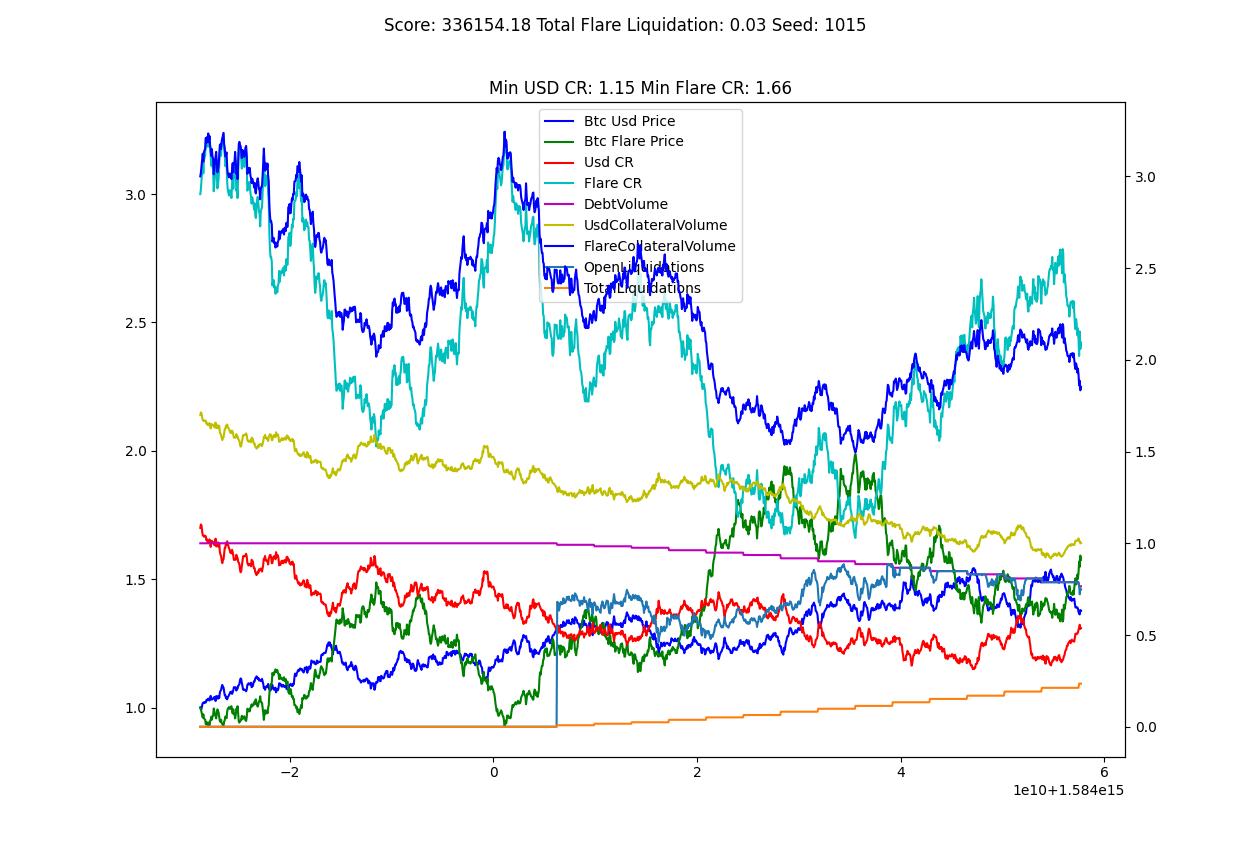 Score: 336154.18 Total Flare Liquidation: 0.03 Seed: 1015
Min USD CR: 1.15 Min Flare CR: 1.66
Btc Usd Price
Btc Flare Price
Usd CR
Flare CR
DebtVolume
UsdCollateralVolume
FlareCollateralVolume
OpenLiquidations
TotalLiquidations
3.0
2.5
2.0
1.5
1.0
3.0
2.5
2.0
1.5
1.0
0.5
0.0
−2
0
2
4
6
1e10+1.584e15